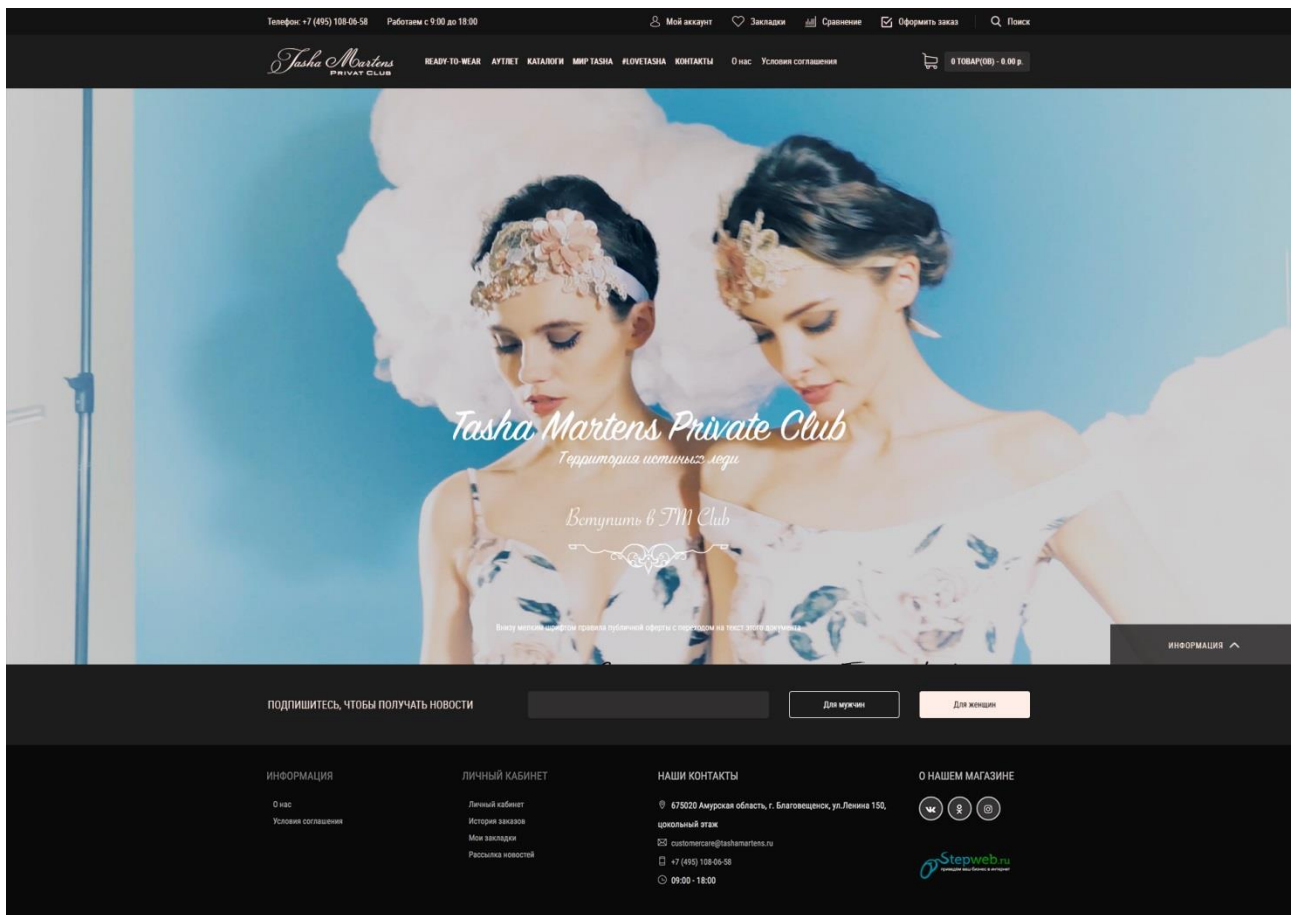 Телефон: +7 (495) 108-06-58 Работаем с 9:00 до 18:00 Мой аккаунт Закладки Сравнение Оформить заказ Поиск
Tasha Martens
PRIVAT CLUB
READY-TO-WEAR АУТЛЕТ КАТАЛОГИ МИР TASHA #LOVETASHA КОНТАКТЫ О нас Условия соглашения 0 ТОВАР(ОВ) - 0.00 р.
Tasha Martens Private Club
Территория истиных леди
Вступить в TM Club
Внизу мелким шрифтом правила публичной оферты с переходом на текст этого документа
ИНФОРМАЦИЯ
ПОДПИШИТЕСЬ, ЧТОБЫ ПОЛУЧАТЬ НОВОСТИ Для мужчин Для женщин
ИНФОРМАЦИЯ
О нас
Условия соглашения
ЛИЧНЫЙ КАБИНЕТ
Личный кабинет
История заказов
Мои закладки
Рассылка новостей
НАШИ КОНТАКТЫ
675020 Амурская область, г. Благовещенск, ул.Ленина 150,
цокольный этаж
customercare@tashamartens.ru
+7 (495) 108-06-58
09:00 - 18:00
О НАШЕМ МАГАЗИНЕ
Stepweb.ru
приведём ваш бизнес в интернет